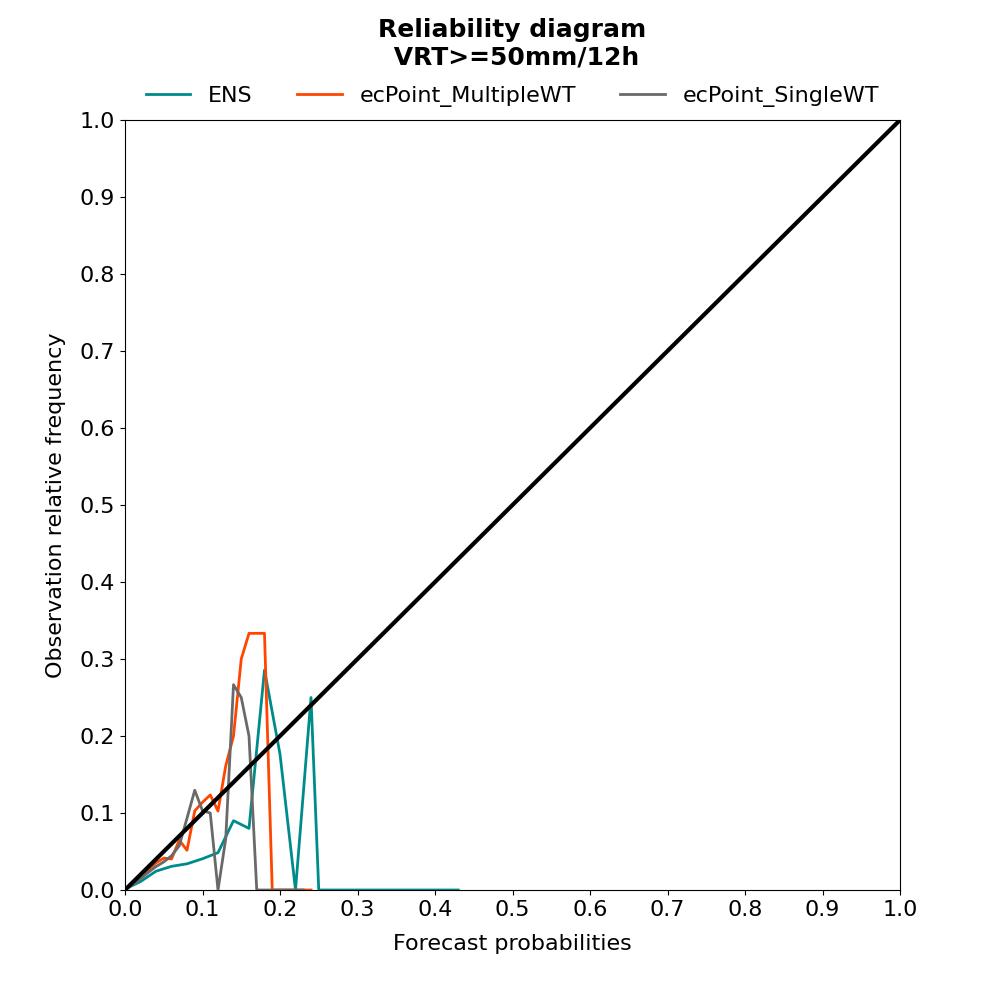 Reliability diagram
VRT>=50mm/12h
ENS ecPoint_MultipleWT ecPoint_SingleWT
1.0
0.9
0.8
0.7
0.6
0.5
0.4
0.3
0.2
0.1
0.0
Observation relative frequency
0.0 0.1 0.2 0.3 0.4 0.5 0.6 0.7 0.8 0.9 1.0
Forecast probabilities